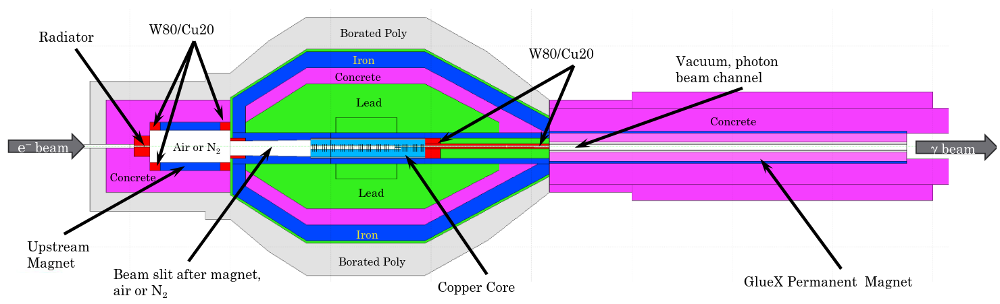 Radiator
W80/Cu20
Borated Poly
Iron
Concrete
Lead
W80/Cu20
Vacuum, photon
beam channel
Concrete
e⁻ beam
Air or N₂
γ beam
Concrete
Lead
Iron
Borated Poly
Upstream
Magnet
Beam slit after magnet,
air or N₂
Copper Core
GlueX Permanent Magnet